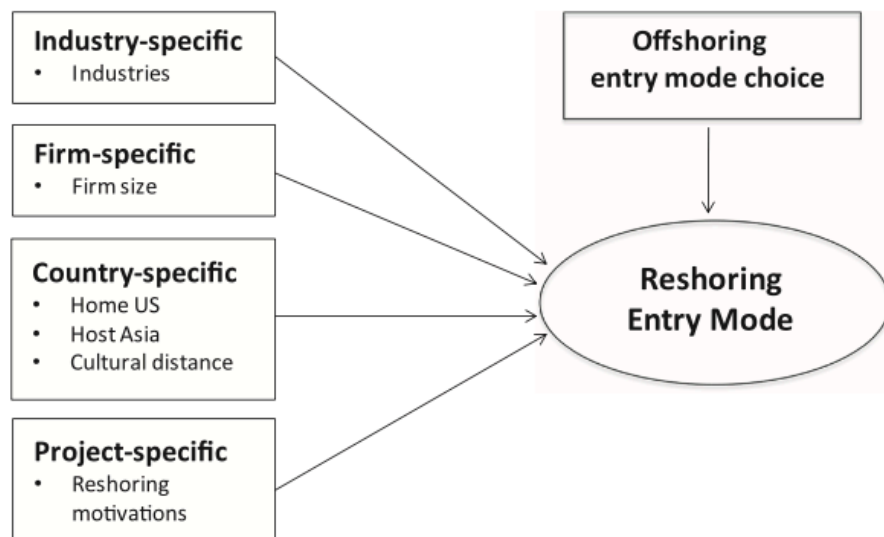 Industry-specific
• Industries
Firm-specific
• Firm size
Country-specific
• Home US
• Host Asia
• Cultural distance
Project-specific
• Reshoring
motivations
Offshoring
entry mode choice
Reshoring
Entry Mode